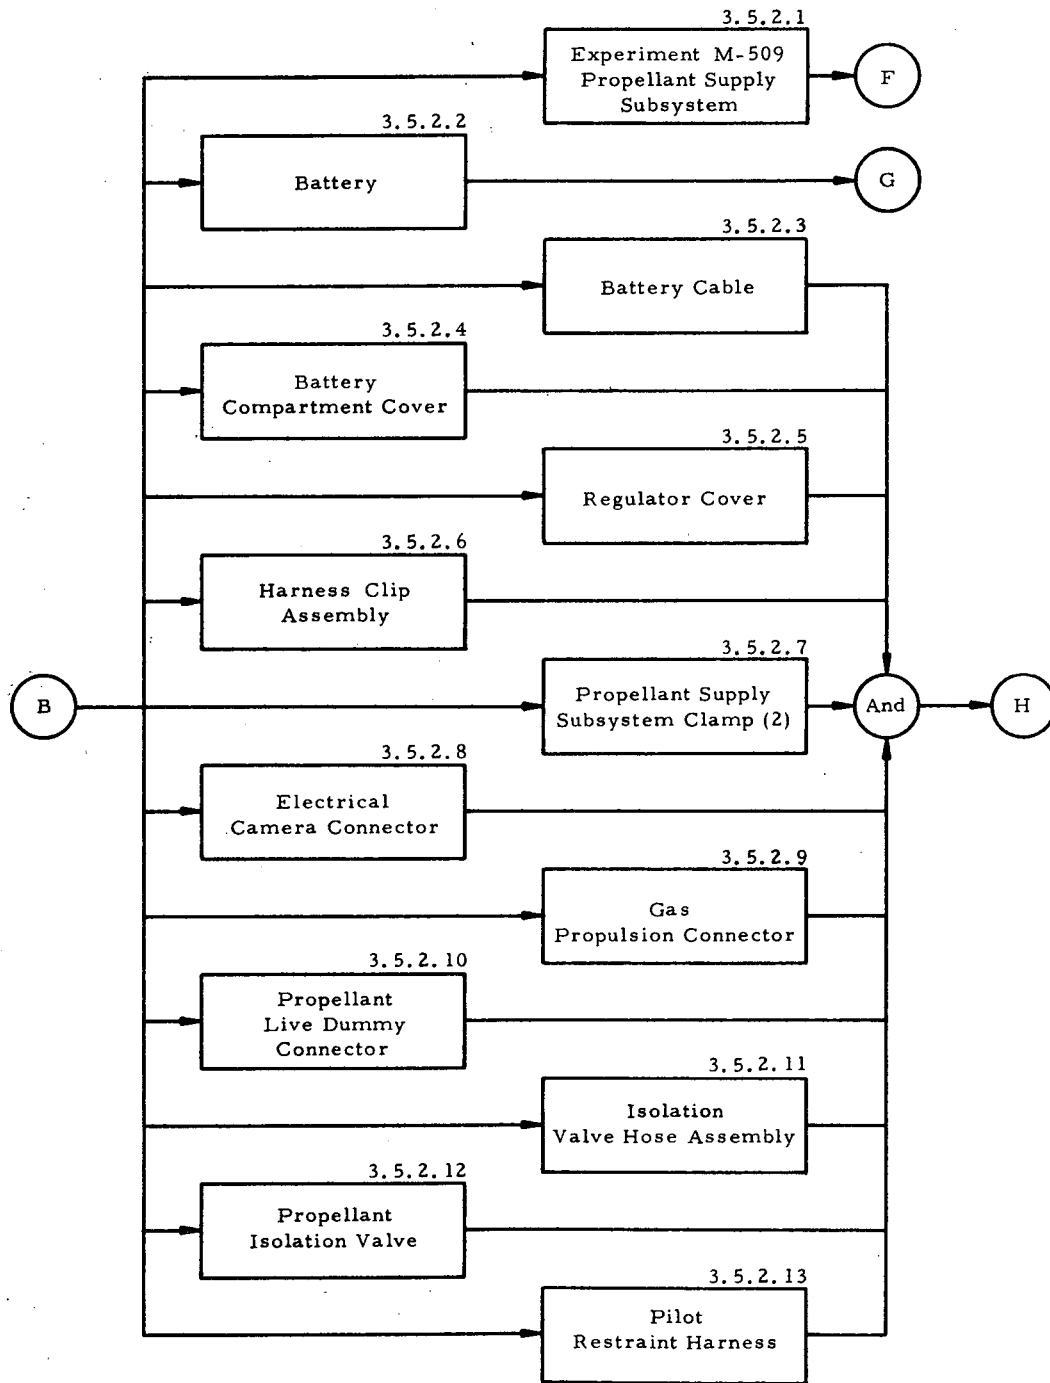 3.5.2.1
Experiment M-509
Propellant Supply
Subsystem
F
3.5.2.2
Battery
G
3.5.2.3
Battery Cable
3.5.2.4
Battery
Compartment Cover
3.5.2.5
Regulator Cover
3.5.2.6
Harness Clip
Assembly
3.5.2.7
B
Propellant Supply
Subsystem Clamp (2)
And
H
3.5.2.8
Electrical
Camera Connector
3.5.2.9
Gas
Propulsion Connector
3.5.2.10
Propellant
Live Dummy
Connector
3.5.2.11
Isolation
Valve Hose Assembly
3.5.2.12
Propellant
Isolation Valve
3.5.2.13
Pilot
Restraint Harness